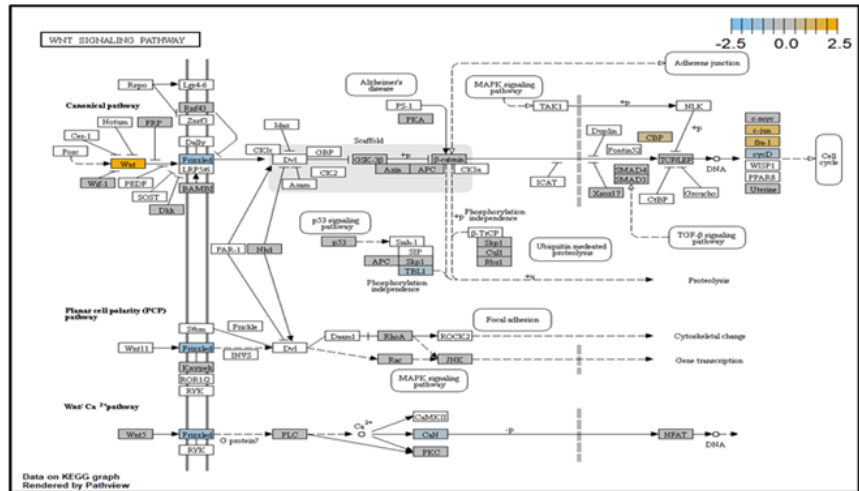 WNT SIGNALING PATHWAY
-2.5 0.0 2.5
Rspo
Lgr4-6
Canonical pathway
Rnf43
Znrf3
Notum
FRP
Cer-1
Dally
Porc
Wnt
Frizzled
LRP5/6
Wif-1
PEDF
SOST
BAMBI
Dkk
Idax
CKIε
GBP
Dvl
CK2
Axam
Alzheimer's
disease
PS-1
PKA
Scaffold
GSK-3β
+p
β-catenin
Axin
APC
CKIα
Adherens junction
MAPK signaling
pathway
TAK1
+p
NLK
+p
Duplin
Pontin52
CBP
TCF/LEF
DNA
SMAD4
SMAD3
ICAT
Xsox17
CtBP
Groucho
c-myc
c-jun
fra-1
cycD
WISP1
PPARδ
Uterine
Cell
cycle
TGF-β signaling
pathway
PAR-1
Nkd
p53 signaling
pathway
p53
Siah-1
SIP
APC
Skp1
TBL1
Phosphorylation
independence
+p
Phosphorylation
independence
β-TrCP
Skp1
Cul1
Rbx1
Ubiquitin mediated
proteolysis
+u
Proteolysis
Planar cell polarity (PCP)
pathway
Stbm
Prickle
Wnt11
Frizzled
INVS
Dvl
Knypek
ROR1/2
RYK
Daam1
RhoA
ROCK2
Focal adhesion
Cytoskeletal change
Rac
JNK
Gene transcription
MAPK signaling
pathway
Wnt/ Ca 2+ pathway
Wnt5
Frizzled
G protein?
RYK
PLC
Ca2+
CaMKII
CaN
PKC
-p
NFAT
DNA
Data on KEGG graph
Rendered by Pathview